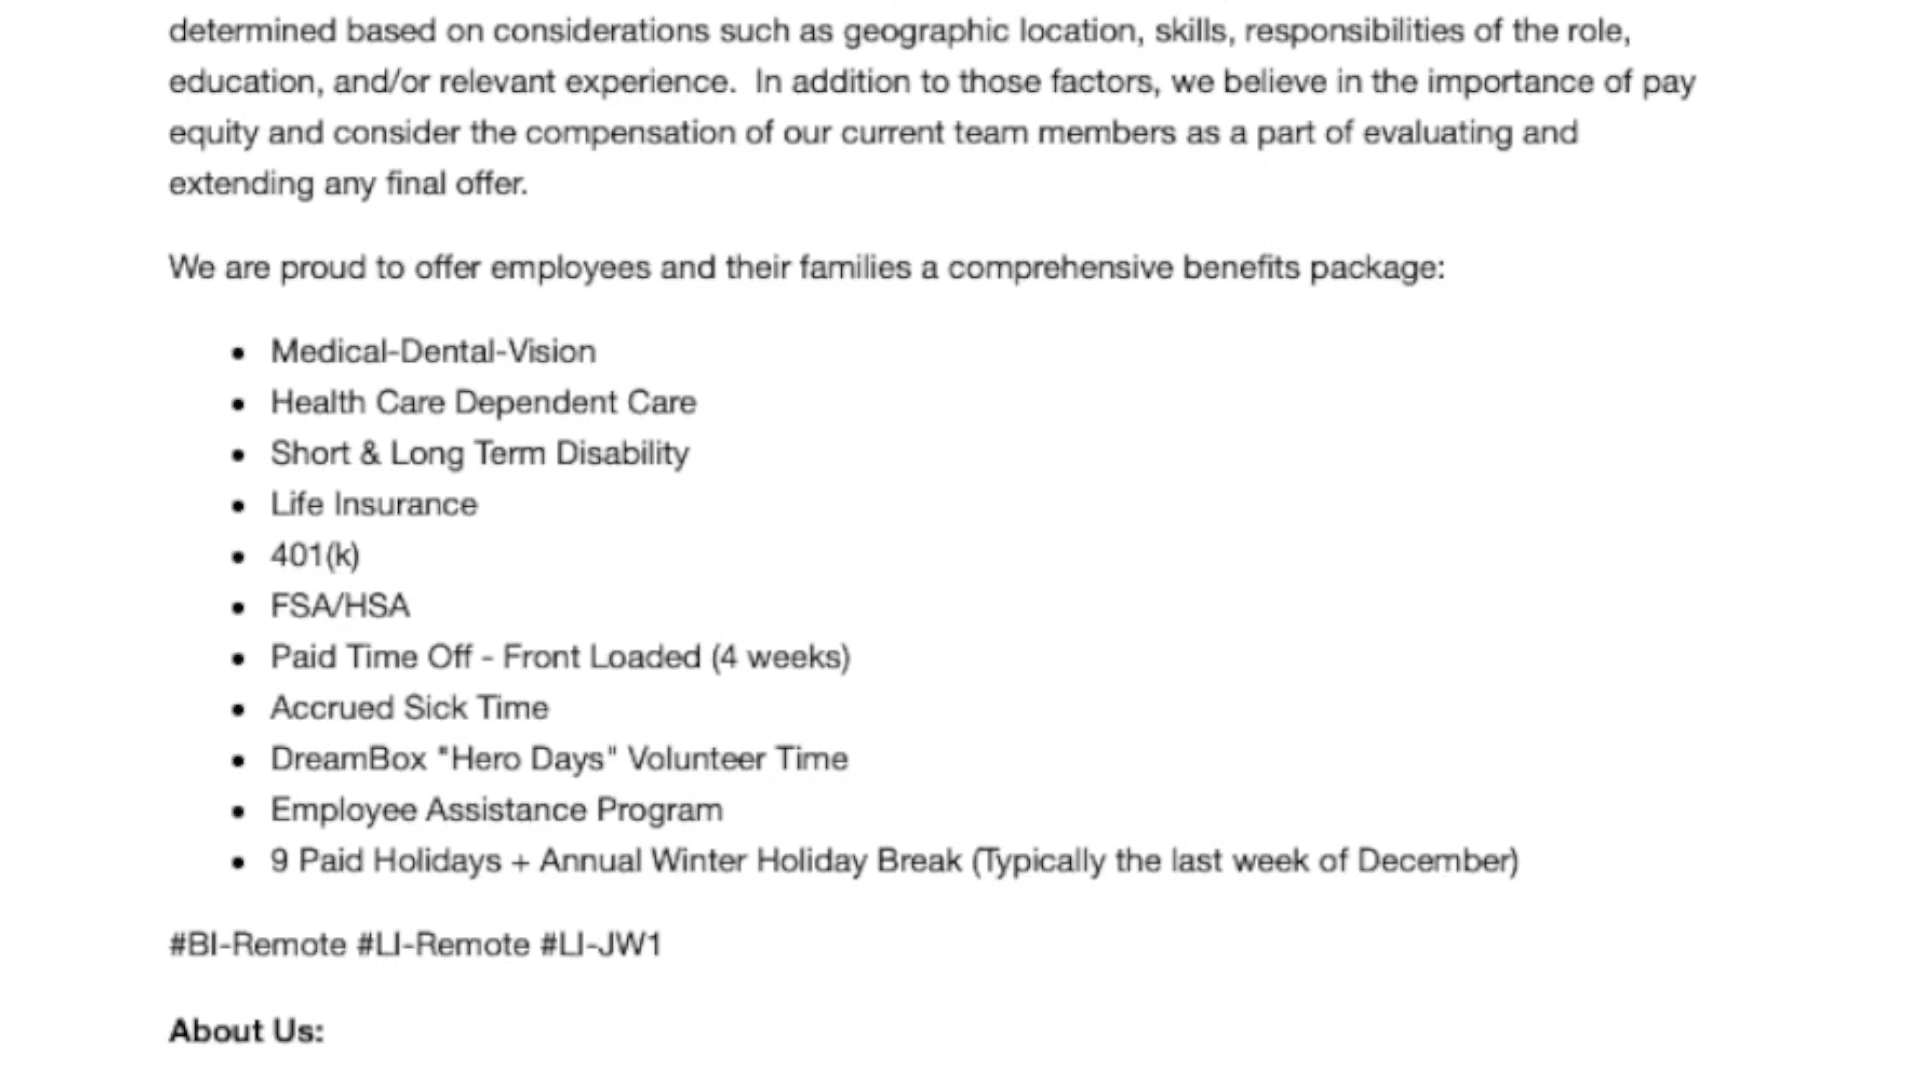 determined based on considerations such as geographic location, skills, responsibilities of the role,
education, and/or relevant experience.  In addition to those factors, we believe in the importance of pay
equity and consider the compensation of our current team members as a part of evaluating and
extending any final offer.
We are proud to offer employees and their families a comprehensive benefits package:
• Medical-Dental-Vision
• Health Care Dependent Care
• Short & Long Term Disability
• Life Insurance
• 401(k)
• FSA/HSA
• Paid Time Off - Front Loaded (4 weeks)
• Accrued Sick Time
• DreamBox "Hero Days" Volunteer Time
• Employee Assistance Program
• 9 Paid Holidays + Annual Winter Holiday Break (Typically the last week of December)
#BI-Remote #LI-Remote #LI-JW1
About Us: